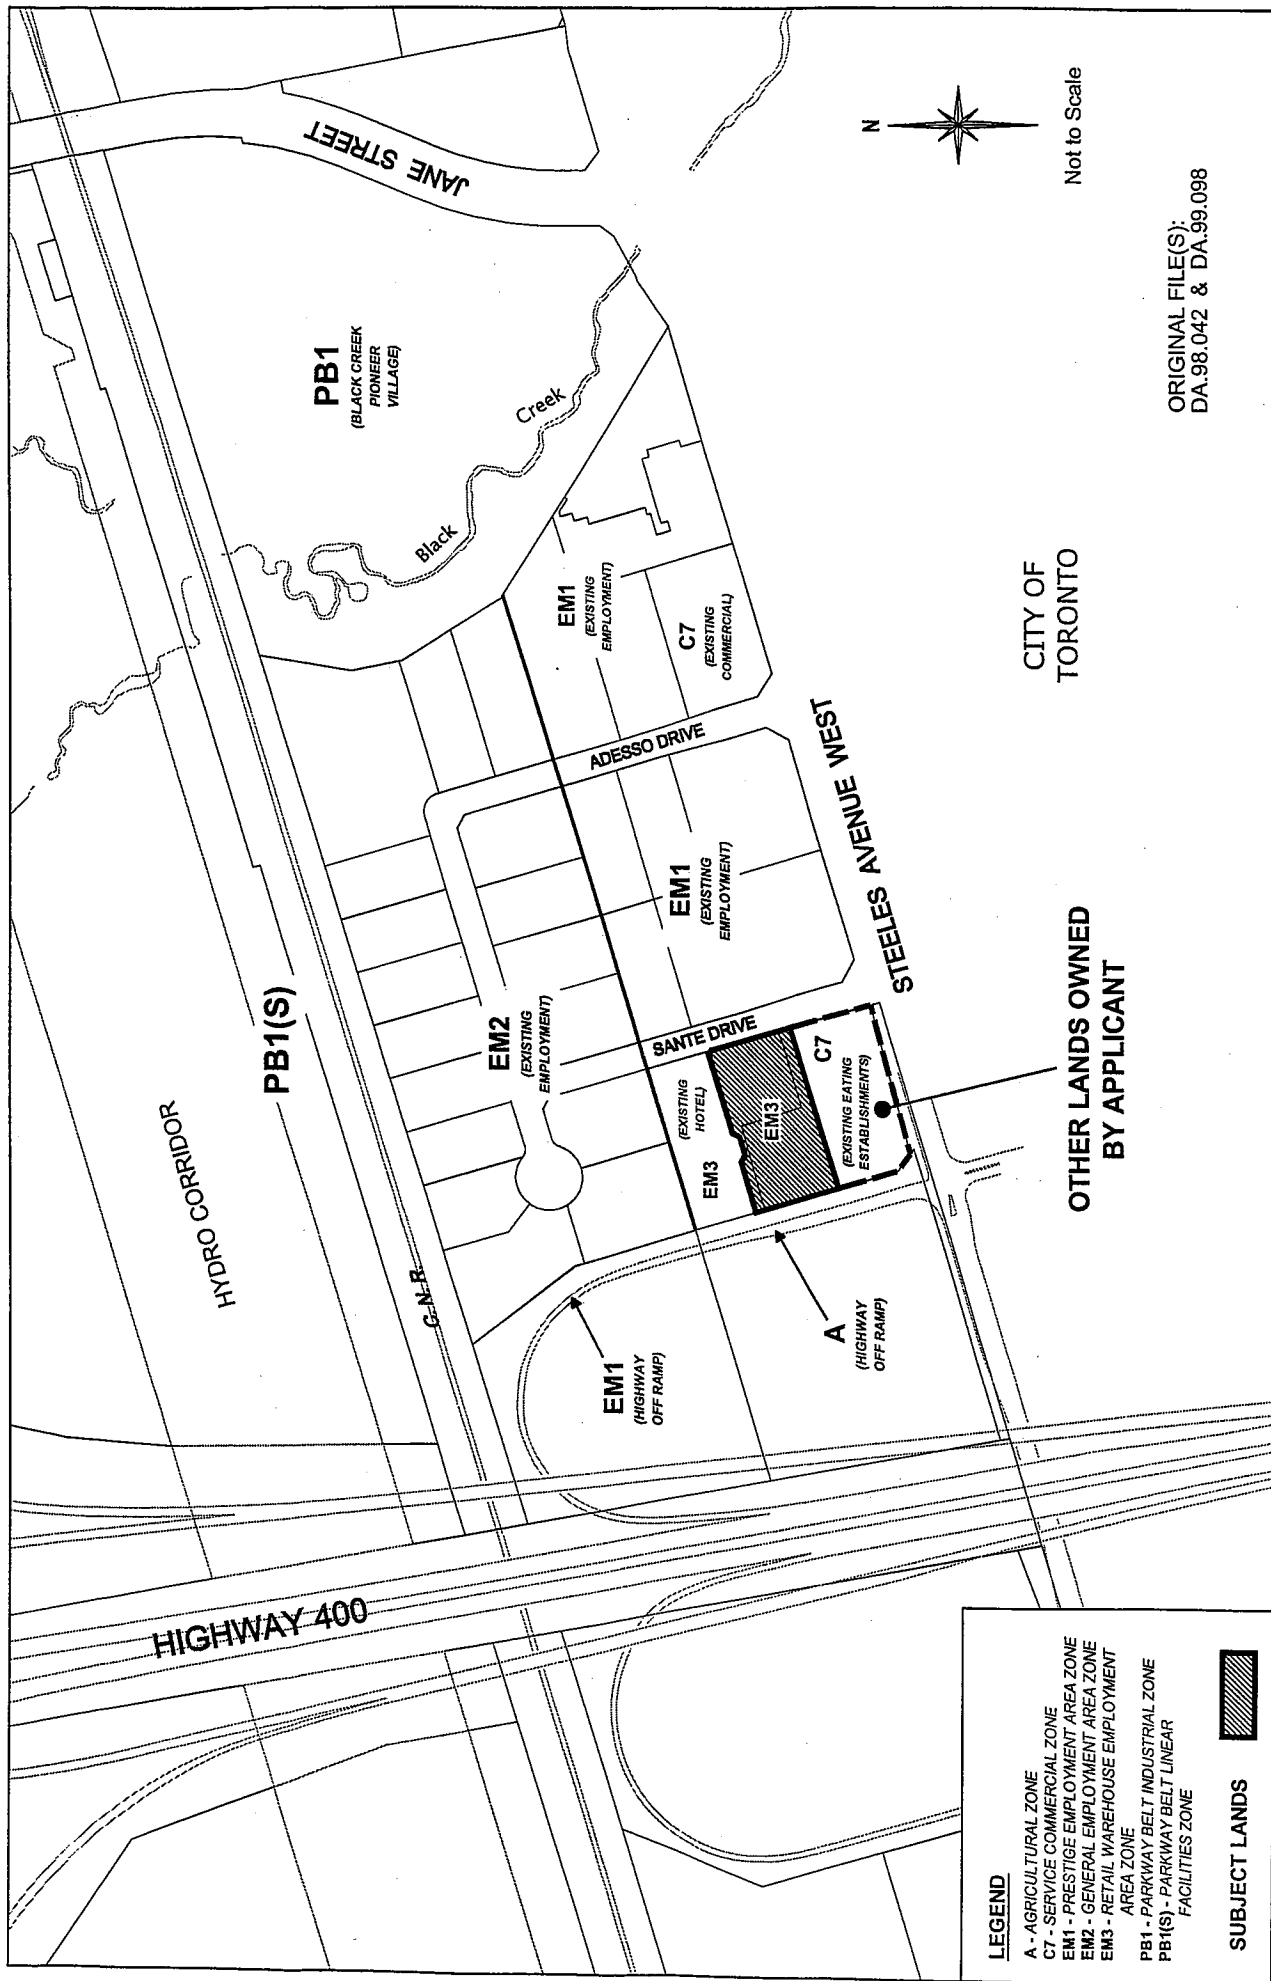 JANE STREET
N
Not to Scale
ORIGINAL FILE(S):
DA.98.042 & DA.99.098
PB1
(BLACK CREEK
PIONEER
VILLAGE)
Black
Creek
EM1
(EXISTING
EMPLOYMENT)
C7
(EXISTING
COMMERCIAL)
CITY OF
TORONTO
ADESSO DRIVE
STEELES AVENUE WEST
EM1
(EXISTING
EMPLOYMENT)
PB1(S)
HYDRO CORRIDOR
EM2
(EXISTING
EMPLOYMENT)
SANTE DRIVE
C7
(EXISTING EATING
ESTABLISHMENTS)
(EXISTING
HOTEL)
EM3
EM3
OTHER LANDS OWNED
BY APPLICANT
C. N. R.
A
(HIGHWAY
OFF RAMP)
EM1
(HIGHWAY
OFF RAMP)
HIGHWAY 400
LEGEND
A - AGRICULTURAL ZONE
C7 - SERVICE COMMERCIAL ZONE
EM1 - PRESTIGE EMPLOYMENT AREA ZONE
EM2 - GENERAL EMPLOYMENT AREA ZONE
EM3 - RETAIL WAREHOUSE EMPLOYMENT
AREA ZONE
PB1 - PARKWAY BELT INDUSTRIAL ZONE
PB1(S) - PARKWAY BELT LINEAR
FACILITIES ZONE
SUBJECT LANDS